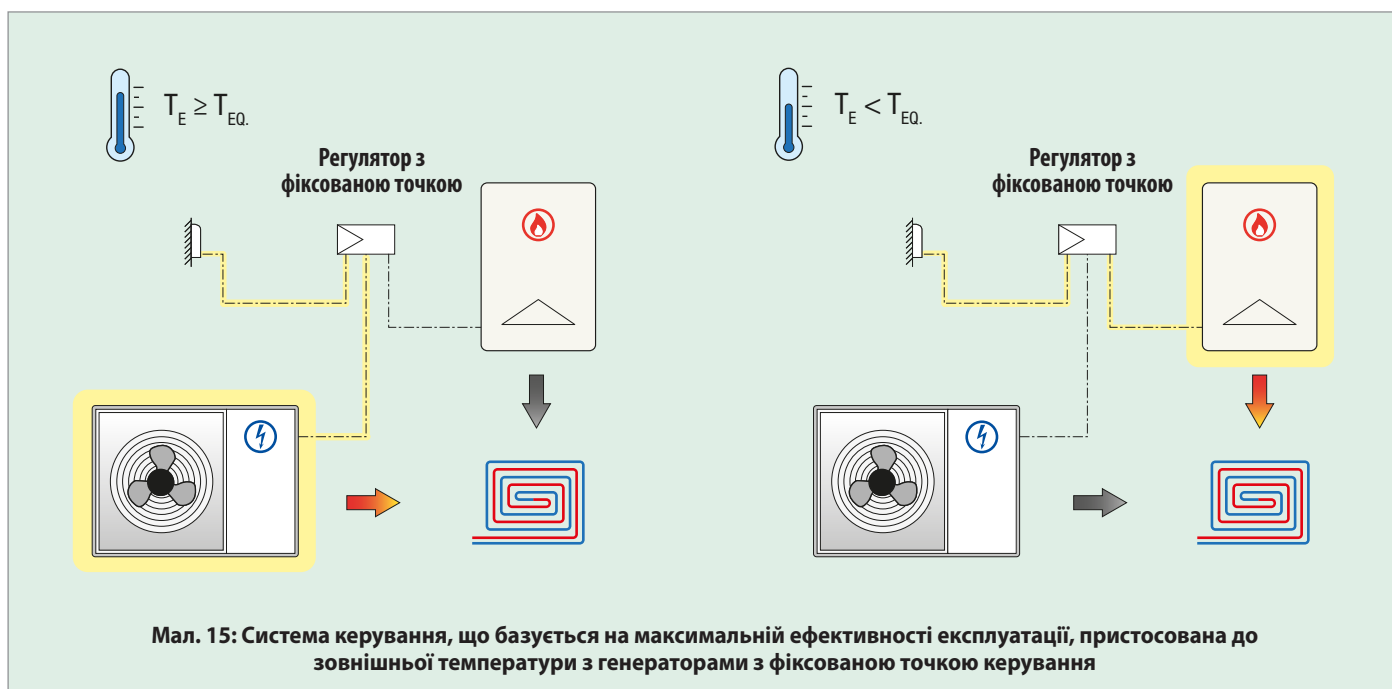 T_E ≥ T_EQ.
Регулятор з
фіксованою точкою
T_E < T_EQ.
Регулятор з
фіксованою точкою
Мал. 15: Система керування, що базується на максимальній ефективності експлуатації, пристосована до
зовнішньої температури з генераторами з фіксованою точкою керування